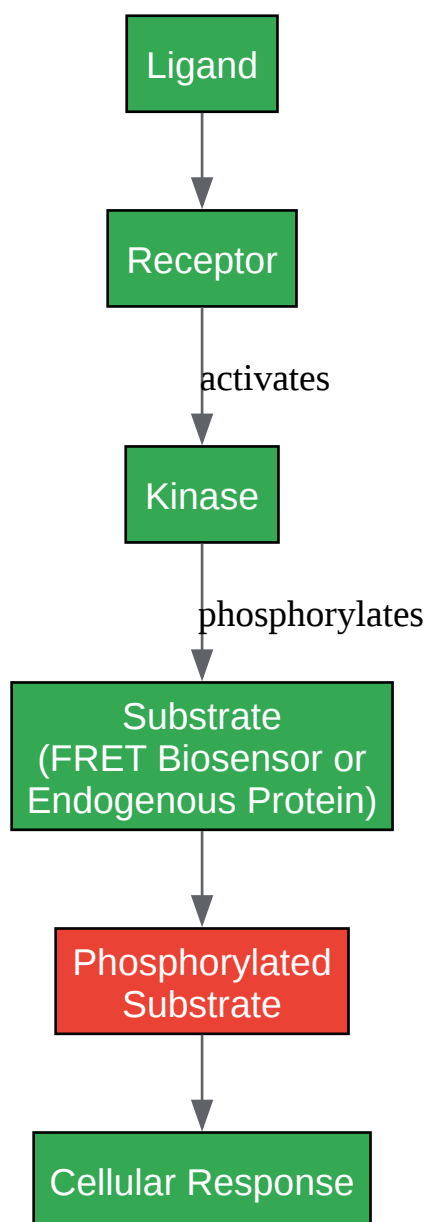 Ligand
Receptor
activates
Kinase
phosphorylates
Substrate
(FRET Biosensor or
Endogenous Protein)
Phosphorylated
Substrate
Cellular Response